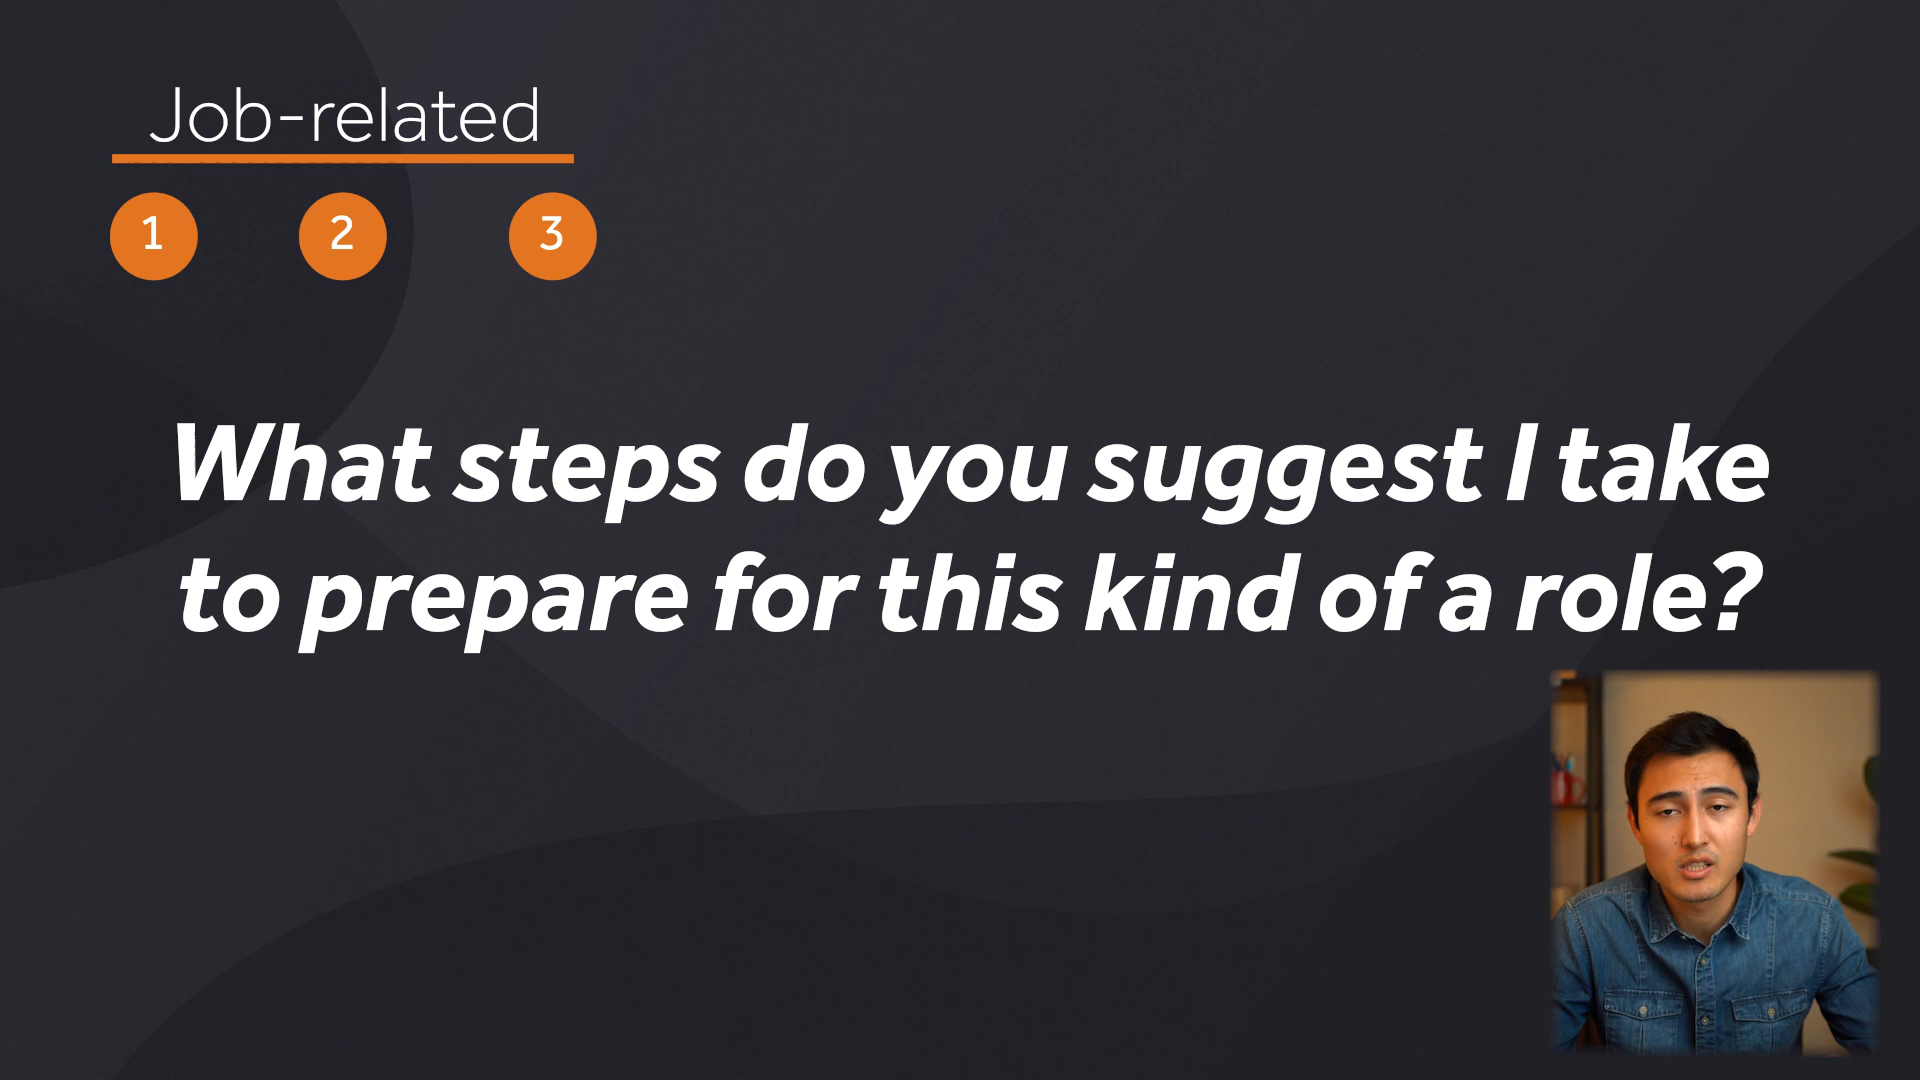 Job-related
1 2 3
What steps do you suggest I take
to prepare for this kind of a role?